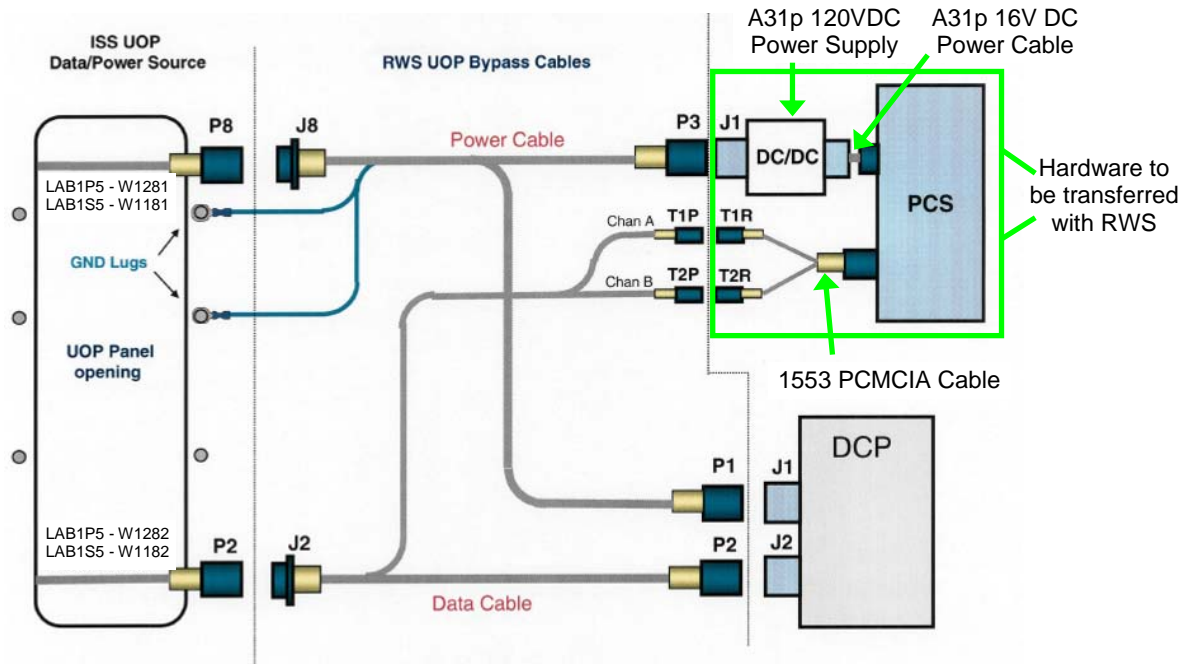 A31p 120VDC
Power Supply
A31p 16V DC
Power Cable
ISS UOP
Data/Power Source
RWS UOP Bypass Cables
P8
J8
Power Cable
P3
J1
DC/DC
PCS
Hardware to
be transferred
with RWS
LAB1P5 - W1281
LAB1S5 - W1181
GND Lugs
Chan A
T1P
T1R
Chan B
T2P
T2R
UOP Panel
opening
1553 PCMCIA Cable
DCP
P1
J1
LAB1P5 - W1282
LAB1S5 - W1182
P2
J2
Data Cable
P2
J2